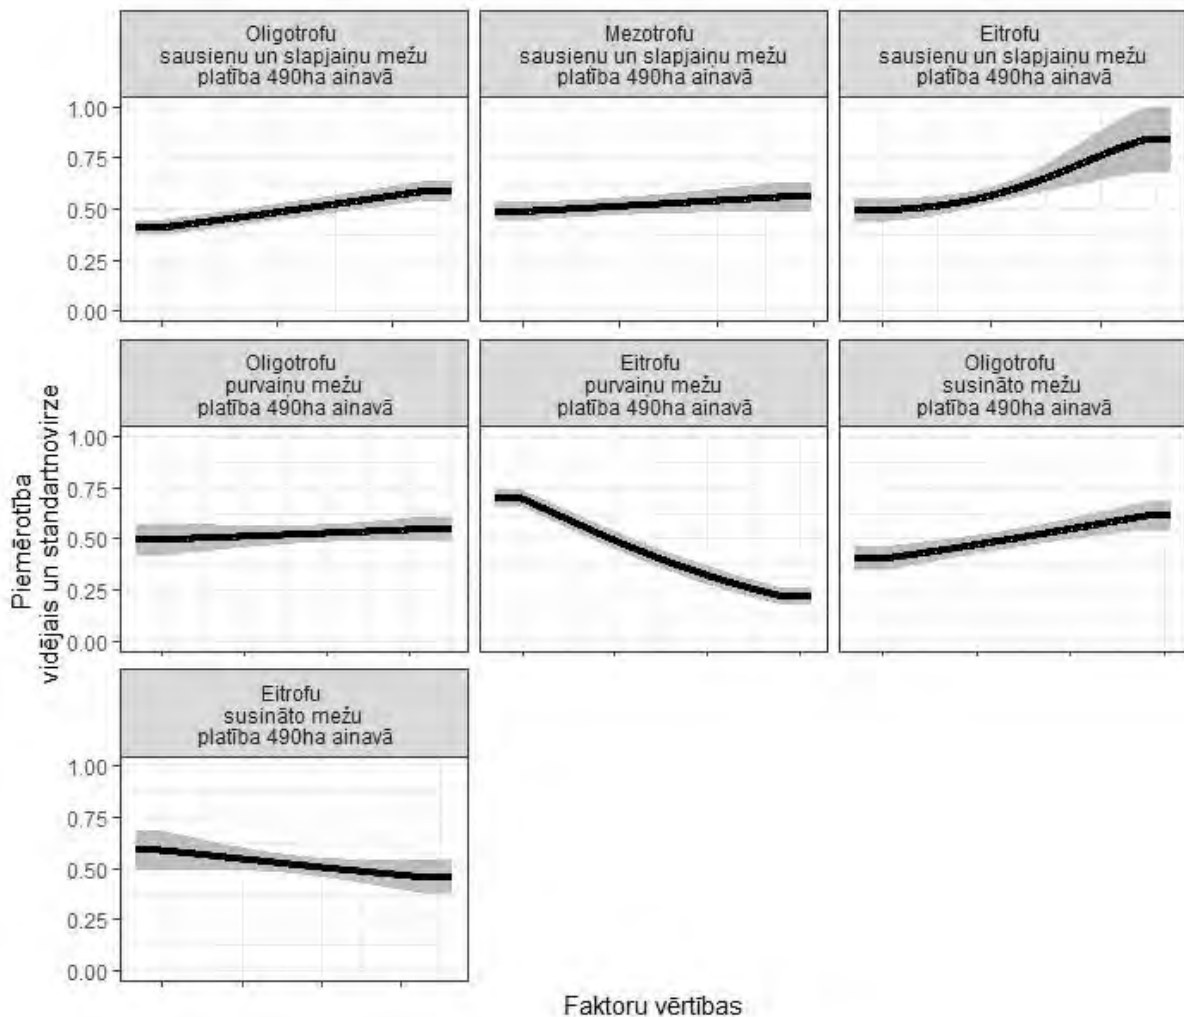 Oligotrofu
sausieņu un slapjaiņu mežu
platība 490ha ainavā
Mezotrofu
sausieņu un slapjaiņu mežu
platība 490ha ainavā
Eitrofu
sausieņu un slapjaiņu mežu
platība 490ha ainavā
1.00
0.75
0.50
0.25
0.00
Oligotrofu
purvaiņu mežu
platība 490ha ainavā
Eitrofu
purvaiņu mežu
platība 490ha ainavā
Oligotrofu
susināto mežu
platība 490ha ainavā
1.00
0.75
0.50
0.25
0.00
Eitrofu
susināto mežu
platība 490ha ainavā
1.00
0.75
0.50
0.25
0.00
Piemērotība
vidējais un standartnovirze
Faktoru vērtības